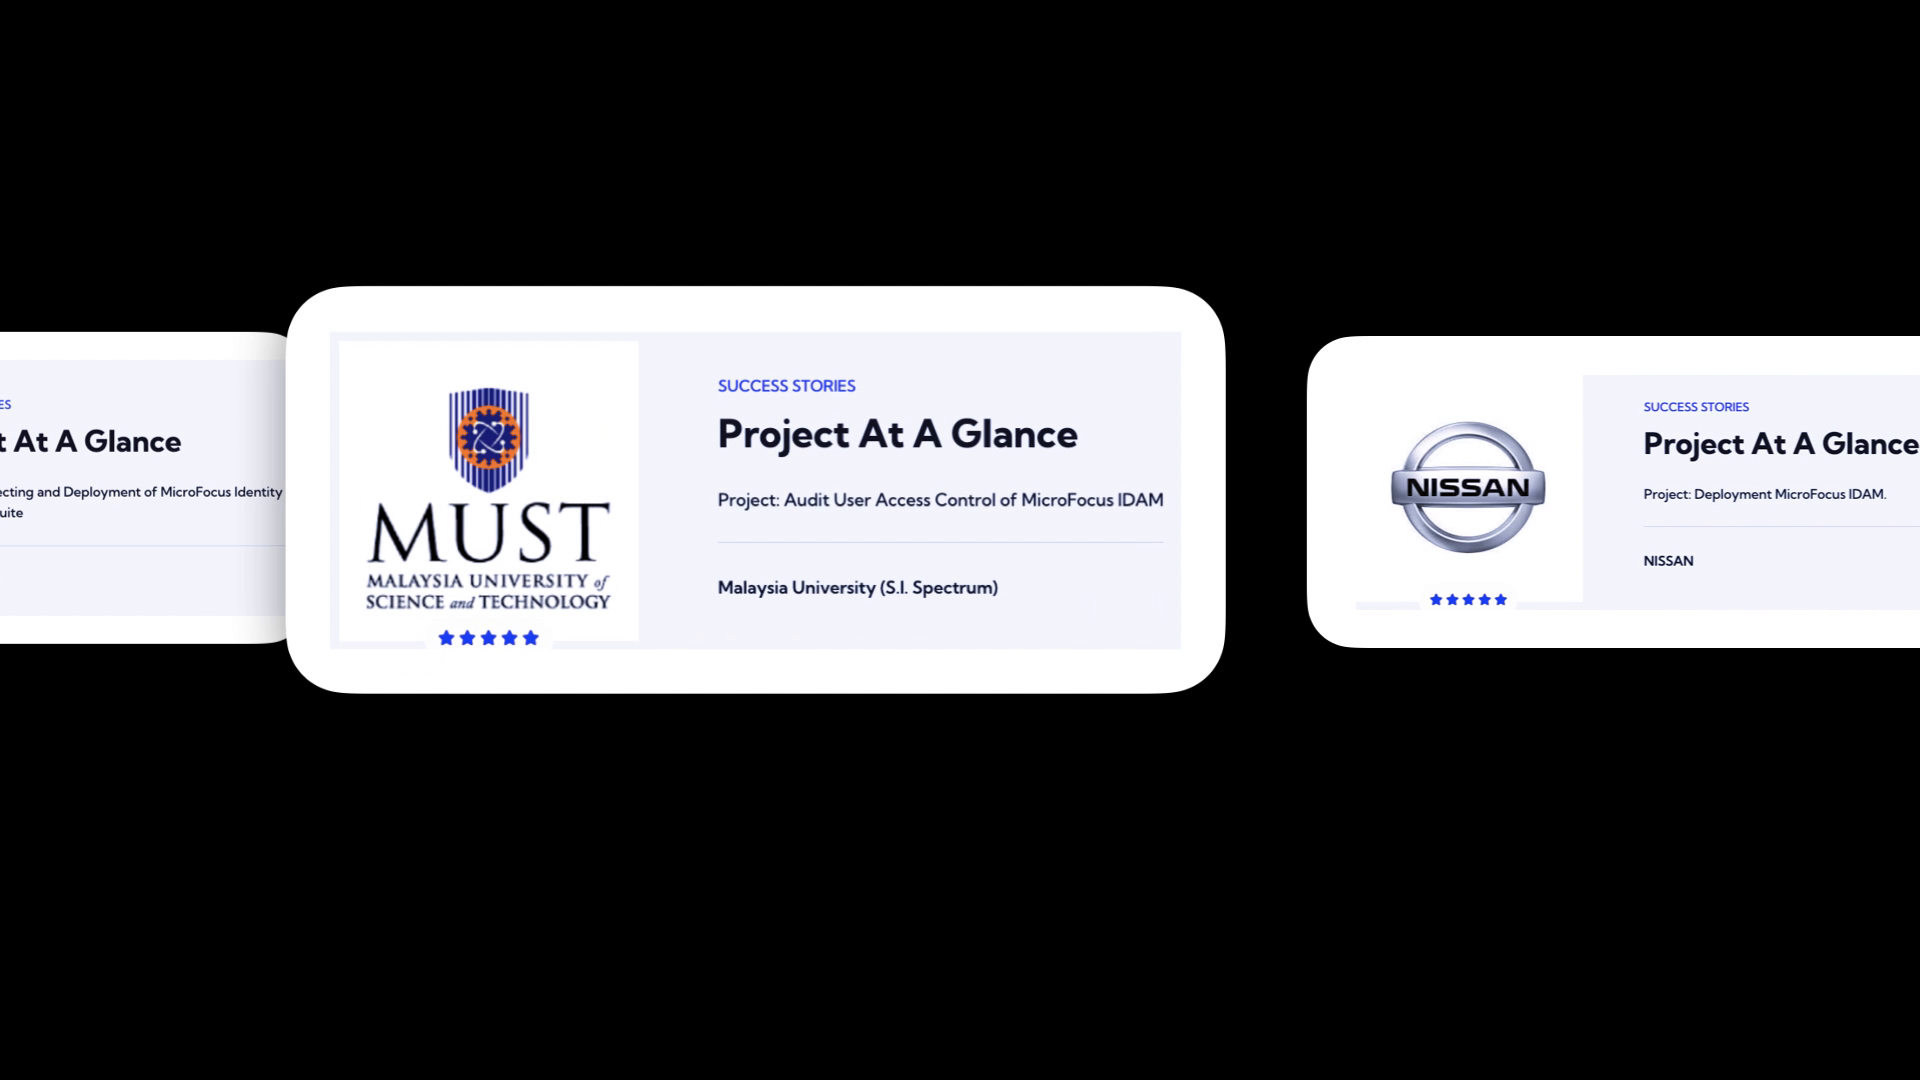 ES
t At A Glance
ecting and Deployment of MicroFocus Identity
uite
MUST
MALAYSIA UNIVERSITY of
SCIENCE and TECHNOLOGY
SUCCESS STORIES
Project At A Glance
Project: Audit User Access Control of MicroFocus IDAM
Malaysia University (S.I. Spectrum)
NISSAN
SUCCESS STORIES
Project At A Glance
Project: Deployment MicroFocus IDAM.
NISSAN